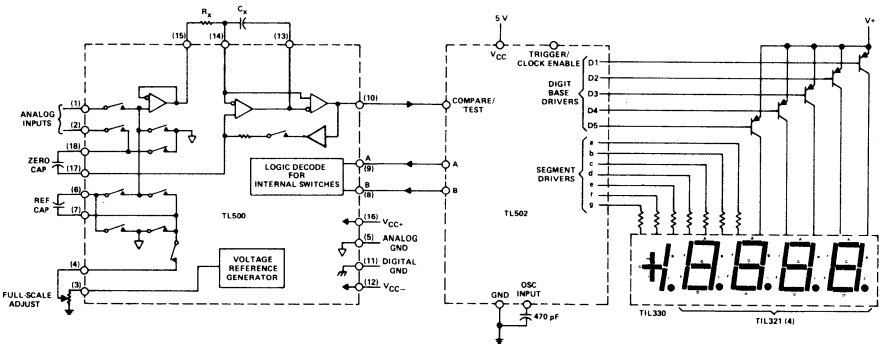 Rx
Cx
(15)
(14)
(13)
5 V
VCC
TRIGGER/
CLOCK ENABLE
V+
D1
D2
D3
D4
D5
DIGIT
BASE
DRIVERS
(1)
(2)
ANALOG
INPUTS
(10)
COMPARE/
TEST
(18)
(17)
ZERO
CAP
LOGIC DECODE
FOR
INTERNAL SWITCHES
A
(9)
B
(8)
A
B
a
b
c
d
e
f
g
SEGMENT
DRIVERS
(6)
(7)
REF
CAP
TL500
TL502
(16)
VCC+
(5)
ANALOG
GND
(11)
DIGITAL
GND
(12)
VCC−
(4)
(3)
FULL-SCALE
ADJUST
VOLTAGE
REFERENCE
GENERATOR
GND
OSC
INPUT
470 pF
TIL330
TIL321 (4)